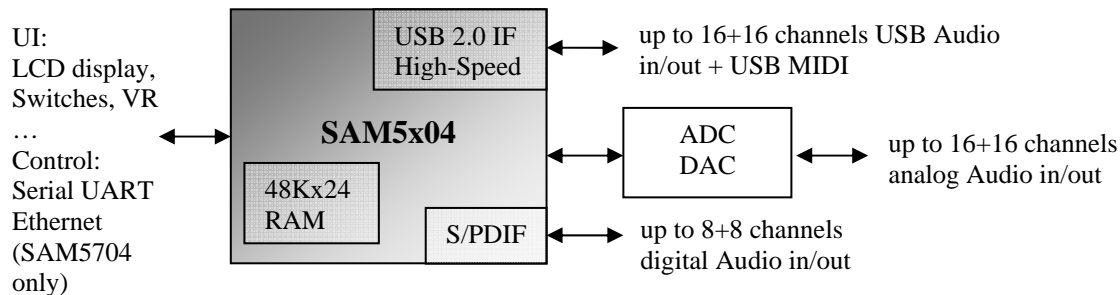 UI:
LCD display,
Switches, VR
…
Control:
Serial UART
Ethernet
(SAM5704
only)
USB 2.0 IF
High-Speed
SAM5x04
48Kx24
RAM
S/PDIF
up to 16+16 channels USB Audio
in/out + USB MIDI
ADC
DAC
up to 16+16 channels
analog Audio in/out
up to 8+8 channels
digital Audio in/out